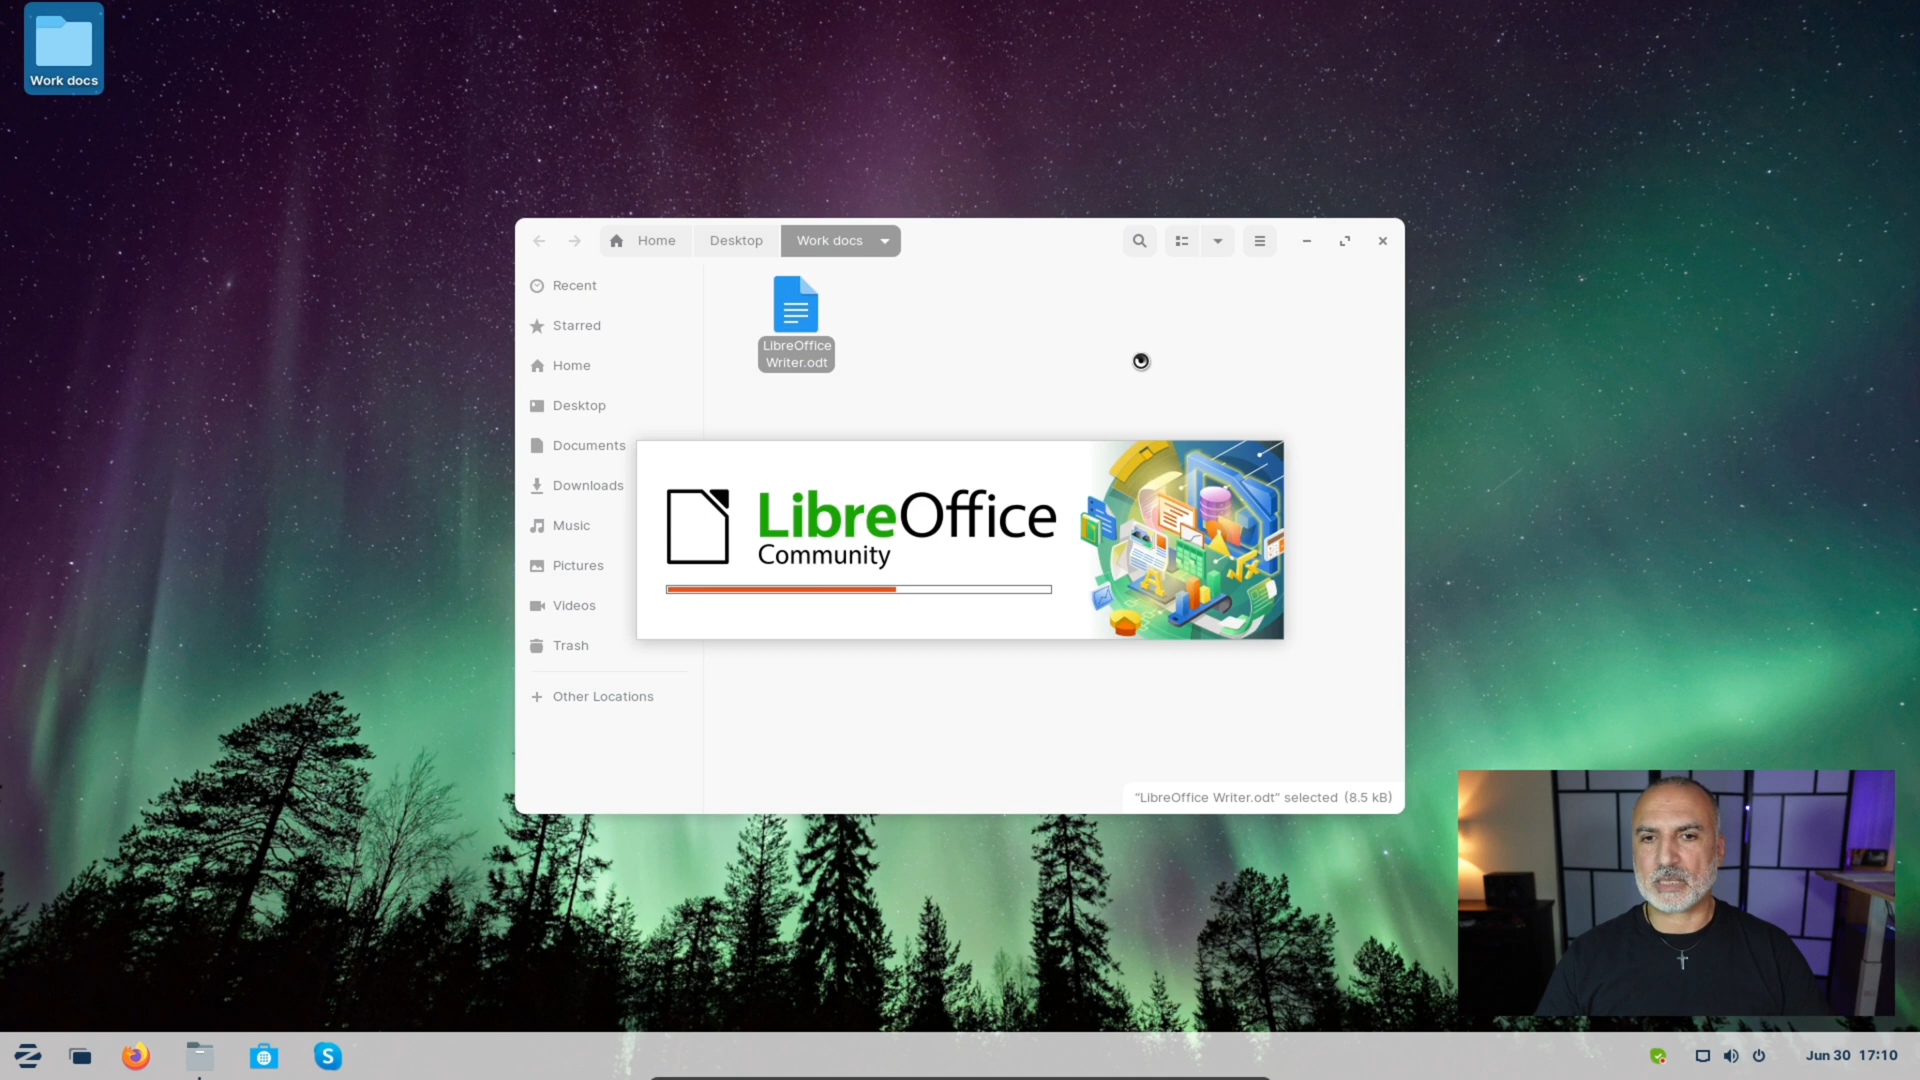 Work docs
Home
Desktop
Work docs
Recent
Starred
Home
Desktop
Documents
Downloads
Music
Pictures
Videos
Trash
Other Locations
LibreOffice
Writer.odt
LibreOffice
Community
“LibreOffice Writer.odt” selected (8.5 kB)
S
Jun 30 17:10